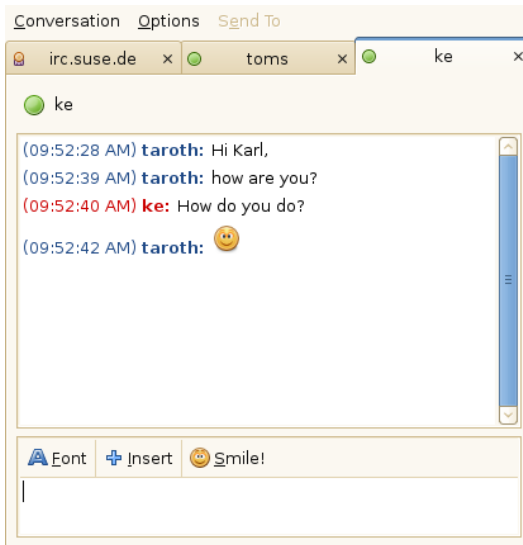 Conversation Options Send To
irc.suse.de toms ke
ke
(09:52:28 AM) taroth: Hi Karl,
(09:52:39 AM) taroth: how are you?
(09:52:40 AM) ke: How do you do?
(09:52:42 AM) taroth:
Font Insert Smile!